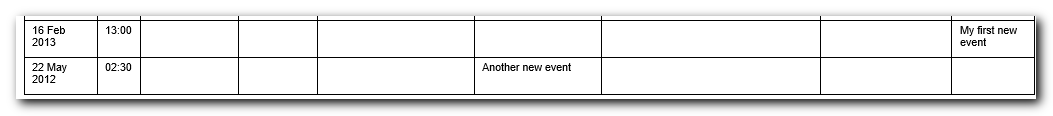 16 Feb 2013 13:00 My first new event
22 May 2012 02:30 Another new event